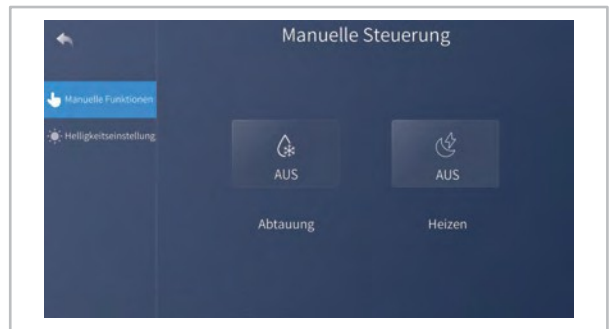 Manuelle Steuerung
Manuelle Funktionen
Helligkeitseinstellung
AUS
AUS
Abtauung
Heizen